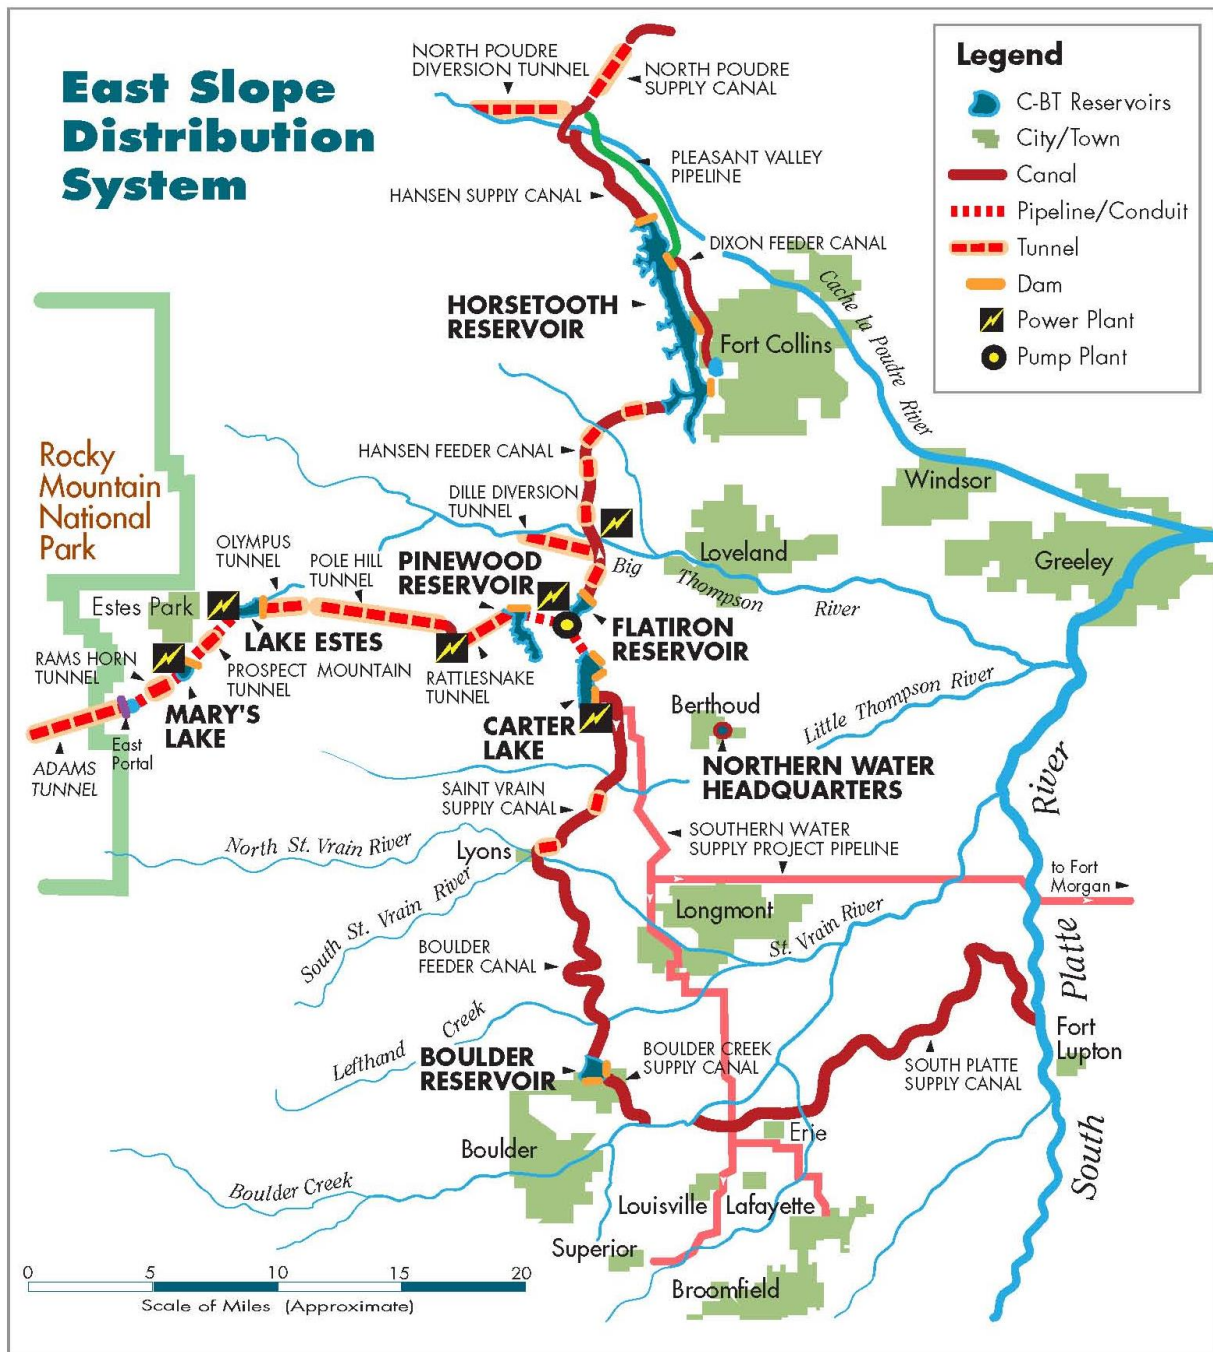 East Slope
Distribution
System
NORTH POUDRE
DIVERSION TUNNEL
NORTH POUDRE
SUPPLY CANAL
PLEASANT VALLEY
PIPELINE
HANSEN SUPPLY CANAL
DIXON FEEDER CANAL
Legend
C-BT Reservoirs
City/Town
Canal
Pipeline/Conduit
Tunnel
Dam
Power Plant
Pump Plant
HORSETOOTH
RESERVOIR
Fort Collins
Cache la Poudre River
HANSEN FEEDER CANAL
Windsor
Rocky
Mountain
National
Park
DILLE DIVERSION
TUNNEL
Loveland
Greeley
OLYMPUS
TUNNEL
POLE HILL
TUNNEL
PINEWOOD
RESERVOIR
Big Thompson River
Estes Park
LAKE ESTES
FLATIRON
RESERVOIR
RAMS HORN
TUNNEL
PROSPECT MOUNTAIN
TUNNEL
RATTLESNAKE
TUNNEL
Little Thompson River
MARY'S
LAKE
CARTER
LAKE
Berthoud
East
Portal
ADAMS
TUNNEL
NORTHERN WATER
HEADQUARTERS
SAINT VRAIN
SUPPLY CANAL
SOUTHERN WATER
SUPPLY PROJECT PIPELINE
North St. Vrain River
Lyons
to Fort
Morgan
South St. Vrain River
Longmont
St. Vrain River
BOULDER
FEEDER CANAL
South Platte River
Lefthand Creek
Fort
Lupton
BOULDER
RESERVOIR
BOULDER CREEK
SUPPLY CANAL
SOUTH PLATTE
SUPPLY CANAL
Erie
Boulder
Boulder Creek
Louisville
Lafayette
Superior
Broomfield
0 5 10 15 20
Scale of Miles (Approximate)